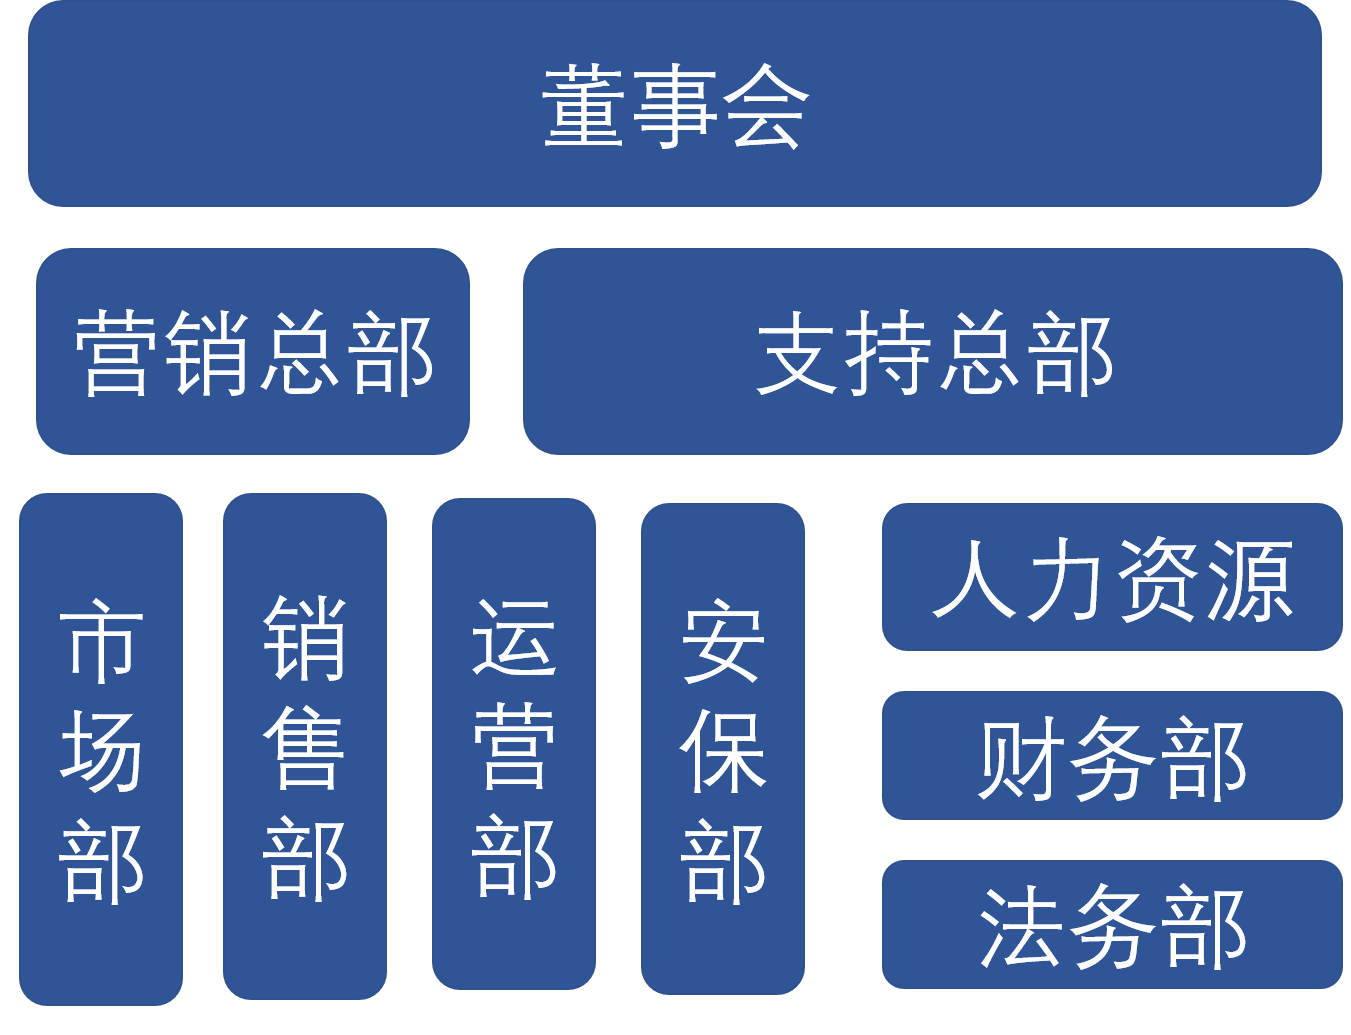 董事会
营销总部
支持总部
市场部
销售部
运营部
安保部
人力资源
财务部
法务部